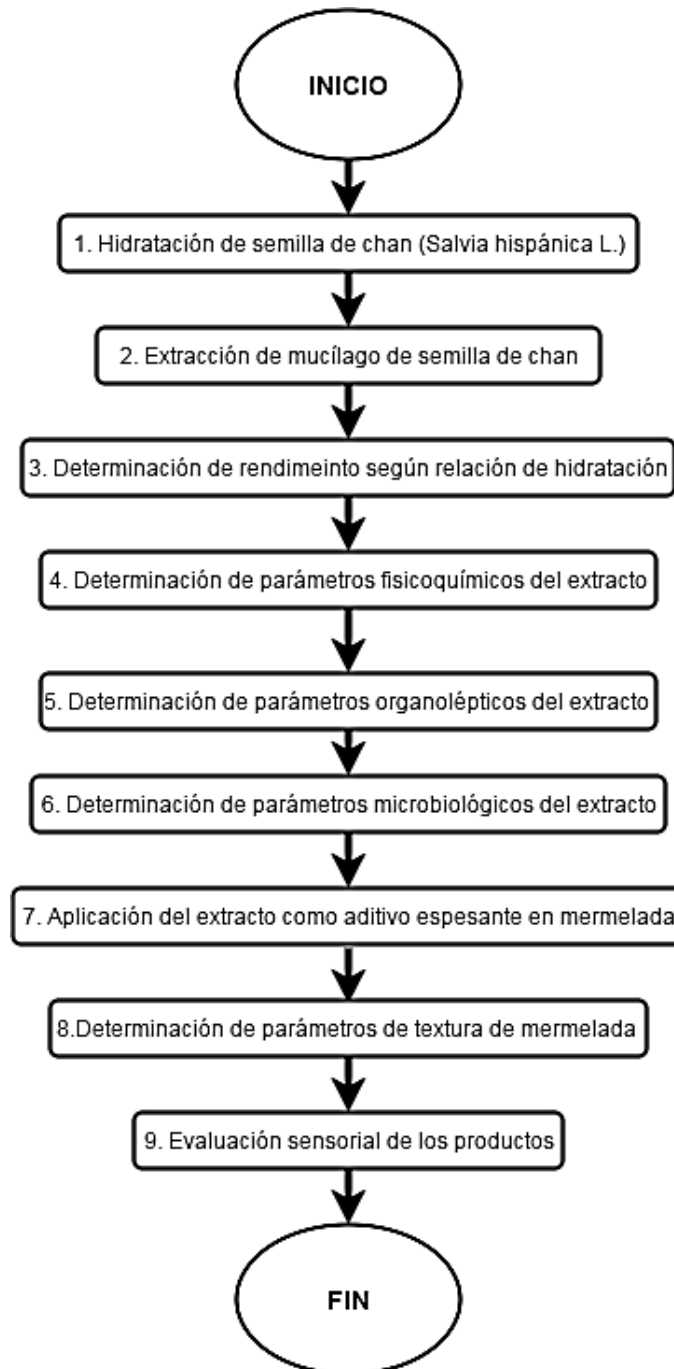 INICIO
1. Hidratación de semilla de chan (Salvia hispánica L.)
2. Extracción de mucílago de semilla de chan
3. Determinación de rendimeinto según relación de hidratación
4. Determinación de parámetros fisicoquímicos del extracto
5. Determinación de parámetros organolépticos del extracto
6. Determinación de parámetros microbiológicos del extracto
7. Aplicación del extracto como aditivo espesante en mermelada
8.Determinación de parámetros de textura de mermelada
9. Evaluación sensorial de los productos
FIN